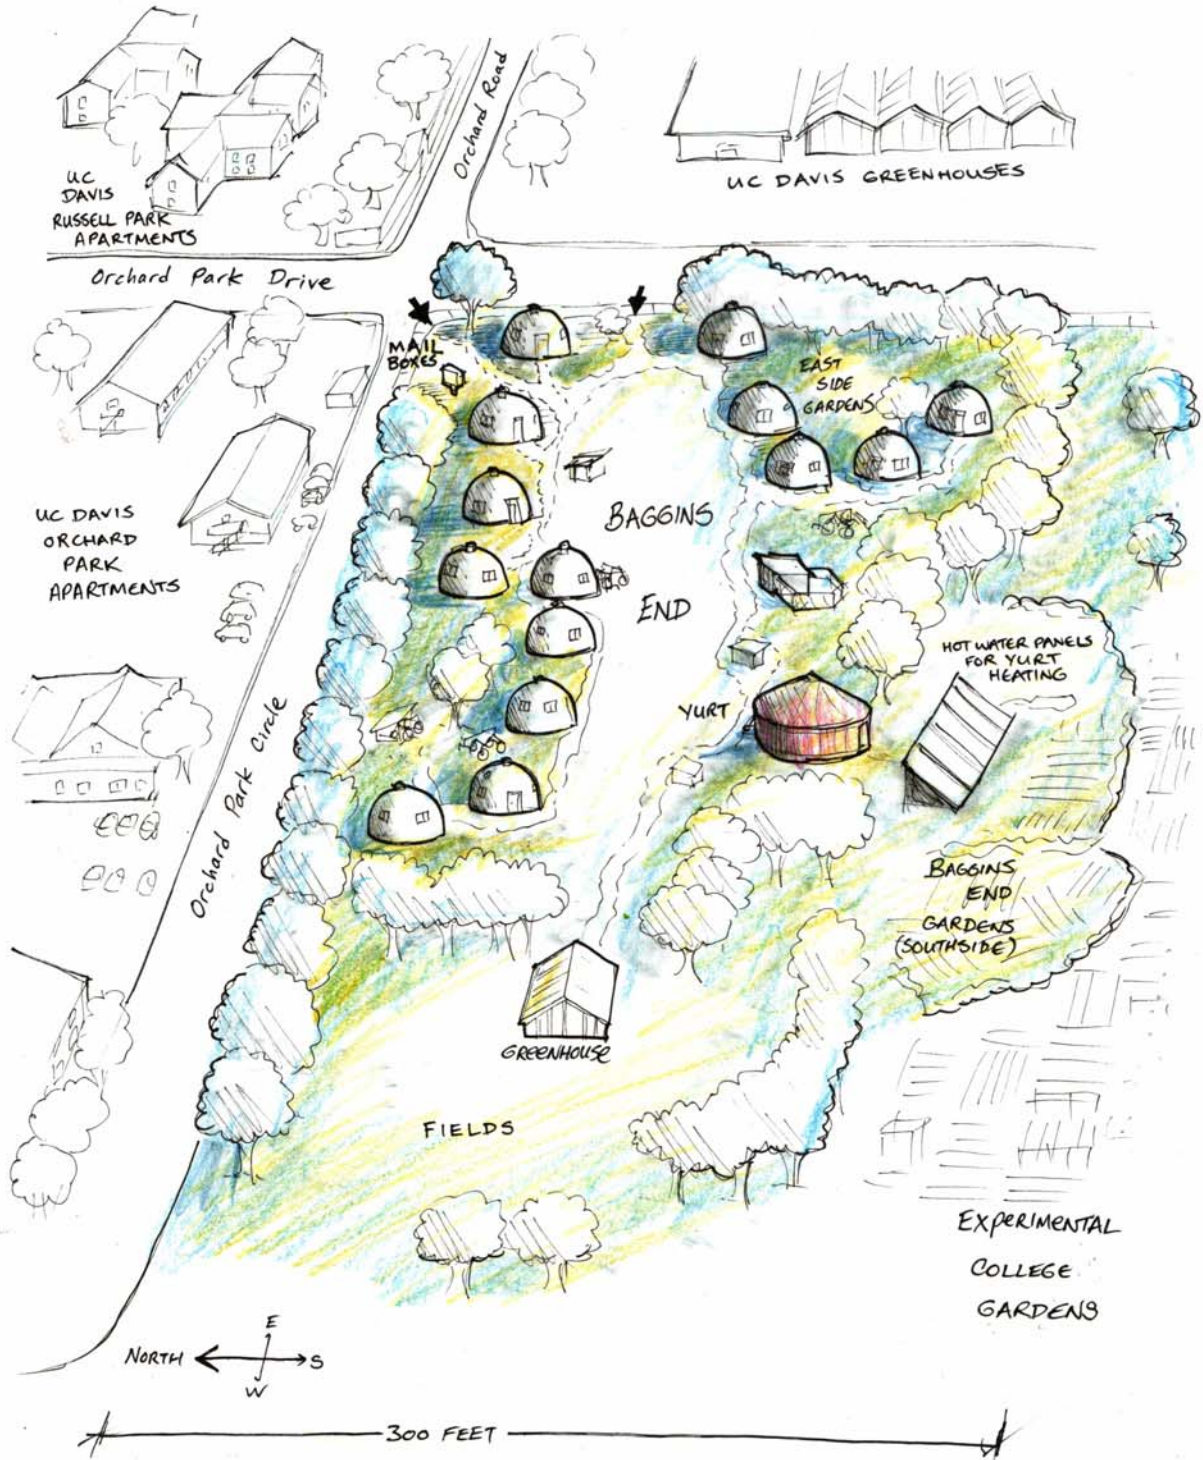 Orchard Road
UC
DAVIS
RUSSELL PARK
APARTMENTS
UC DAVIS GREENHOUSES
Orchard Park Drive
MAIL
BOXES
EAST
SIDE
GARDENS
UC DAVIS
ORCHARD
PARK
APARTMENTS
BAGGINS
END
HOT WATER PANELS
FOR YURT
HEATING
YURT
Orchard Park Circle
BAGGINS
END
GARDENS
(SOUTHSIDE)
GREENHOUSE
FIELDS
EXPERIMENTAL
COLLEGE
GARDENS
E
NORTH
S
W
300 FEET